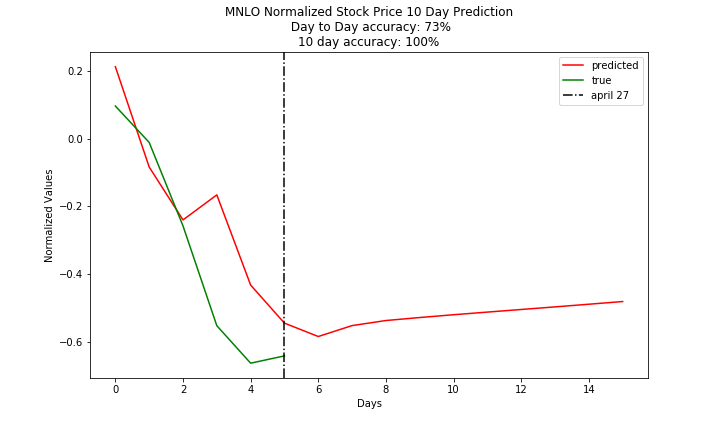 MNLO Normalized Stock Price 10 Day Prediction
Day to Day accuracy: 73%
10 day accuracy: 100%
predicted
true
april 27
0.2
0.0
−0.2
−0.4
−0.6
Normalized Values
0 2 4 6 8 10 12 14
Days